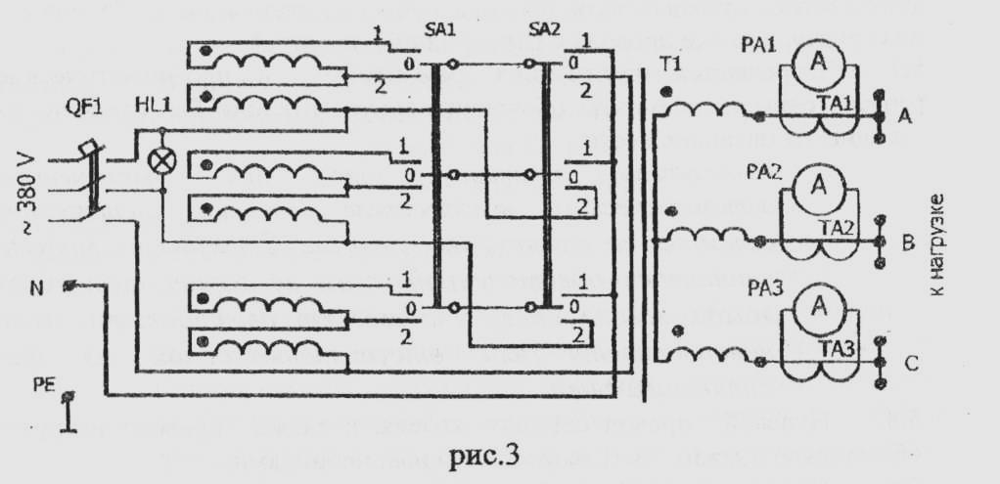 SA1 SA2
1 1
0 0
2 2
PA1 A
T1
TA1 A
QF1 HL1
~ 380 V
1 1
0 0
2 2
PA2 A
TA2 B
к нагрузке
N
1 1
0 0
2 2
PA3 A
TA3 C
PE
рис.3